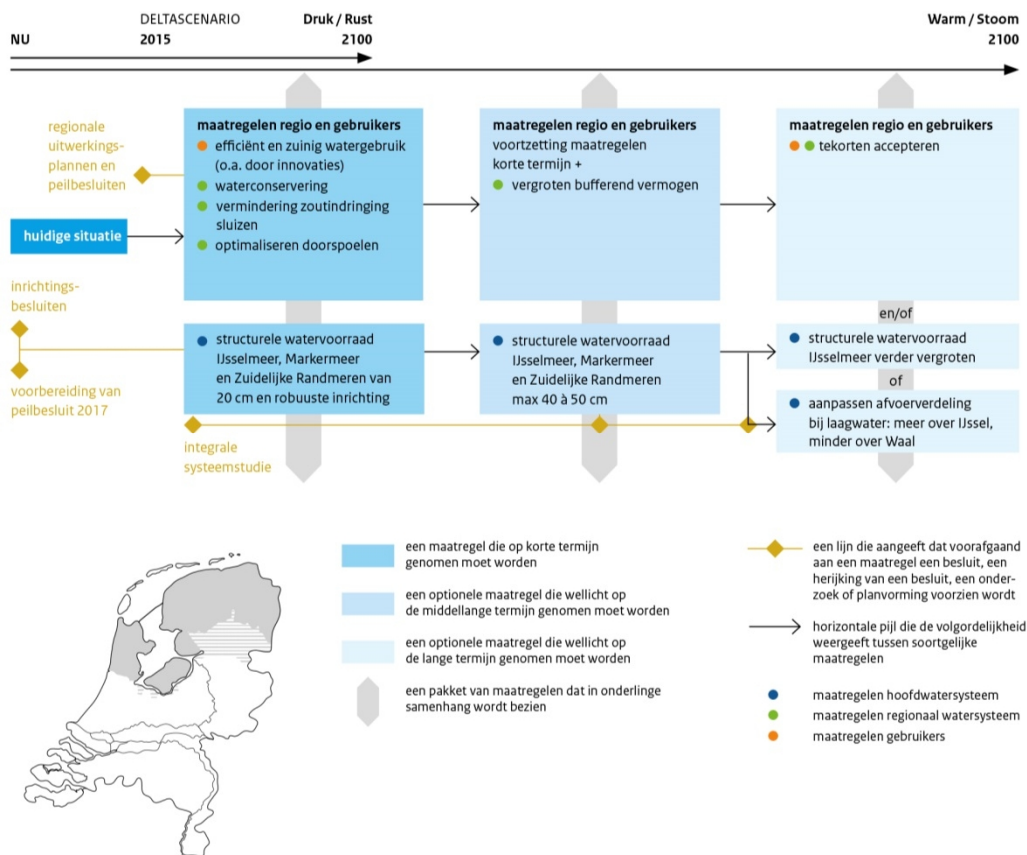 DELTASCENARIO
Druk / Rust
Warm / Stoom
NU
2015
2100
2100
regionale
uitwerkings-
plannen en
peilbesluiten
huidige situatie
inrichtings-
besluiten
voorbereiding van
peilbesluit 2017
maatregelen regio en gebruikers
efficiënt en zuinig watergebruik
(o.a. door innovaties)
waterconservering
vermindering zoutindringing
sluizen
optimaliseren doorspoelen
structurele watervoorraad
IJsselmeer, Markermeer
en Zuidelijke Randmeren van
20 cm en robuuste inrichting
integrale
systeemstudie
maatregelen regio en gebruikers
voortzetting maatregelen
korte termijn +
vergroten bufferend vermogen
structurele watervoorraad
IJsselmeer, Markermeer
en Zuidelijke Randmeren
max 40 à 50 cm
maatregelen regio en gebruikers
tekorten accepteren
en/of
structurele watervoorraad
IJsselmeer verder vergroten
of
aanpassen afvoerverdeling
bij laagwater: meer over IJssel,
minder over Waal
een maatregel die op korte termijn
genomen moet worden
een optionele maatregel die wellicht op
de middellange termijn genomen moet worden
een optionele maatregel die wellicht op
de lange termijn genomen moet worden
een pakket van maatregelen dat in onderlinge
samenhang wordt bezien
een lijn die aangeeft dat voorafgaand
aan een maatregel een besluit, een
herijking van een besluit, een onder-
zoek of planvorming voorzien wordt
horizontale pijl die de volgordelijkheid
weergeeft tussen soortgelijke
maatregelen
maatregelen hoofdwatersysteem
maatregelen regionaal watersysteem
maatregelen gebruikers